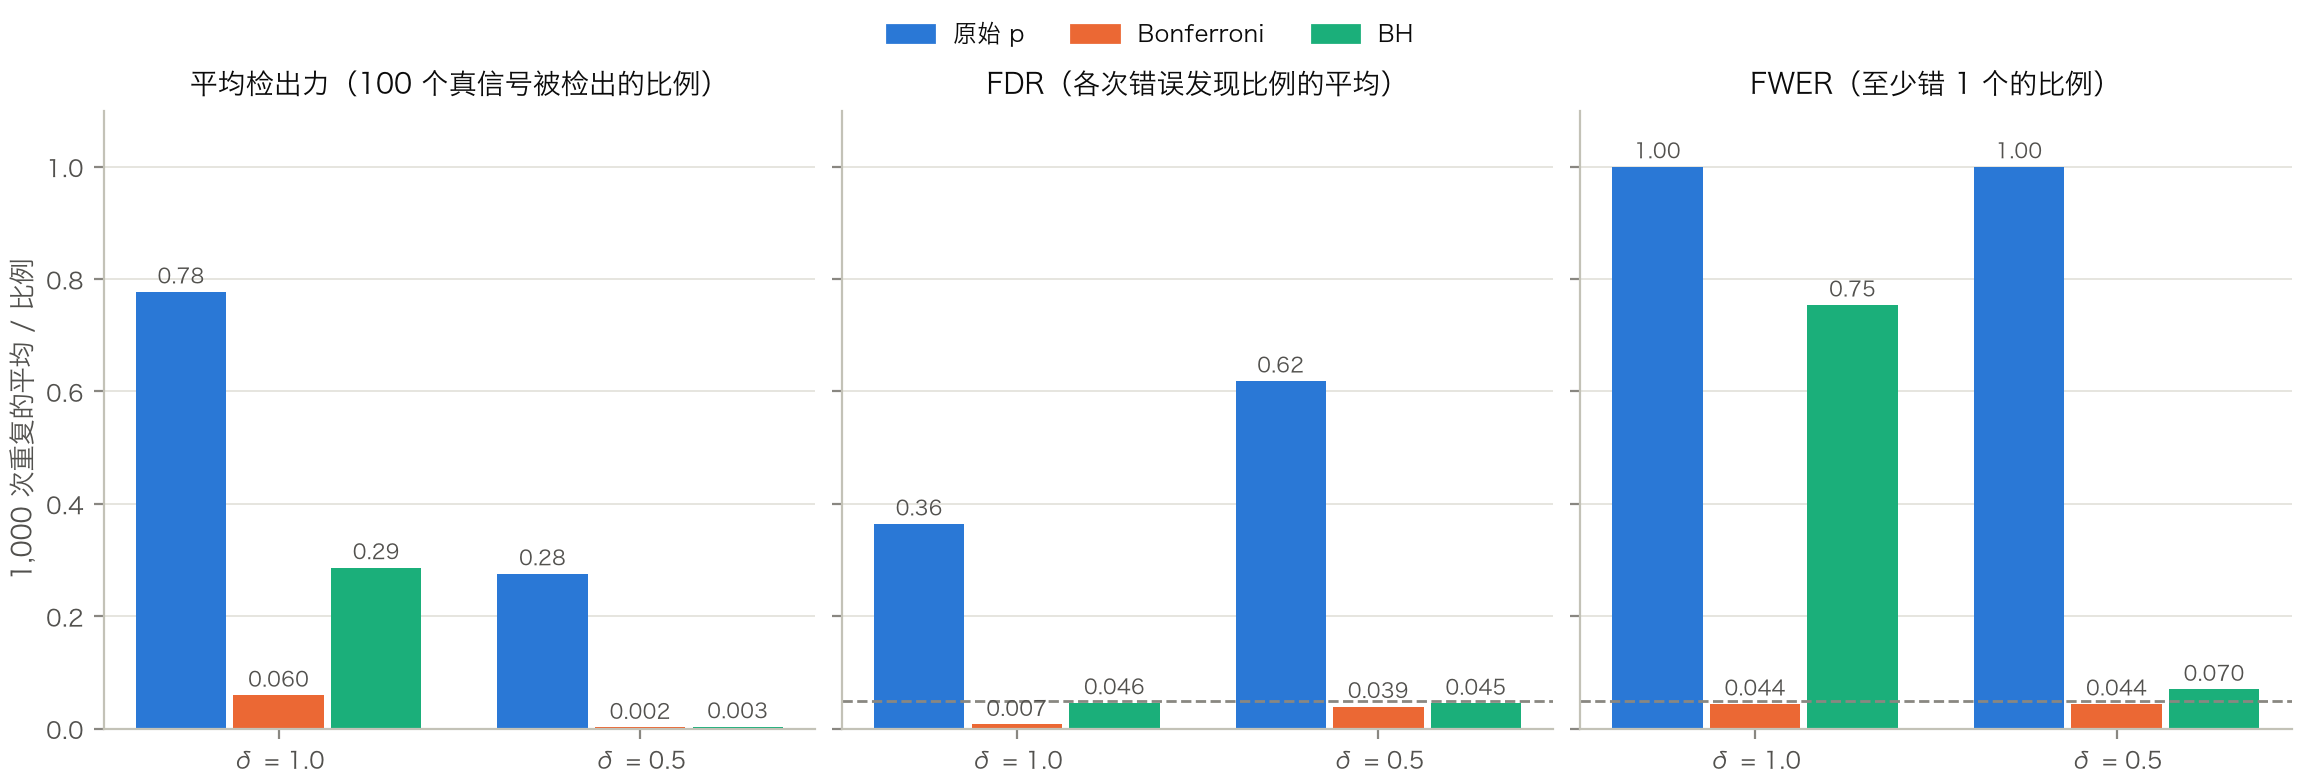 原始 p
Bonferroni
BH
平均检出力（100 个真信号被检出的比例）
FDR（各次错误发现比例的平均）
FWER（至少错 1 个的比例）
1,000 次重复的平均 / 比例
1.0
0.8
0.6
0.4
0.2
0.0
0.78
0.060
0.29
0.28
0.002
0.003
δ = 1.0
δ = 0.5
0.36
0.007
0.046
0.62
0.039
0.045
δ = 1.0
δ = 0.5
1.00
0.044
0.75
1.00
0.044
0.070
δ = 1.0
δ = 0.5